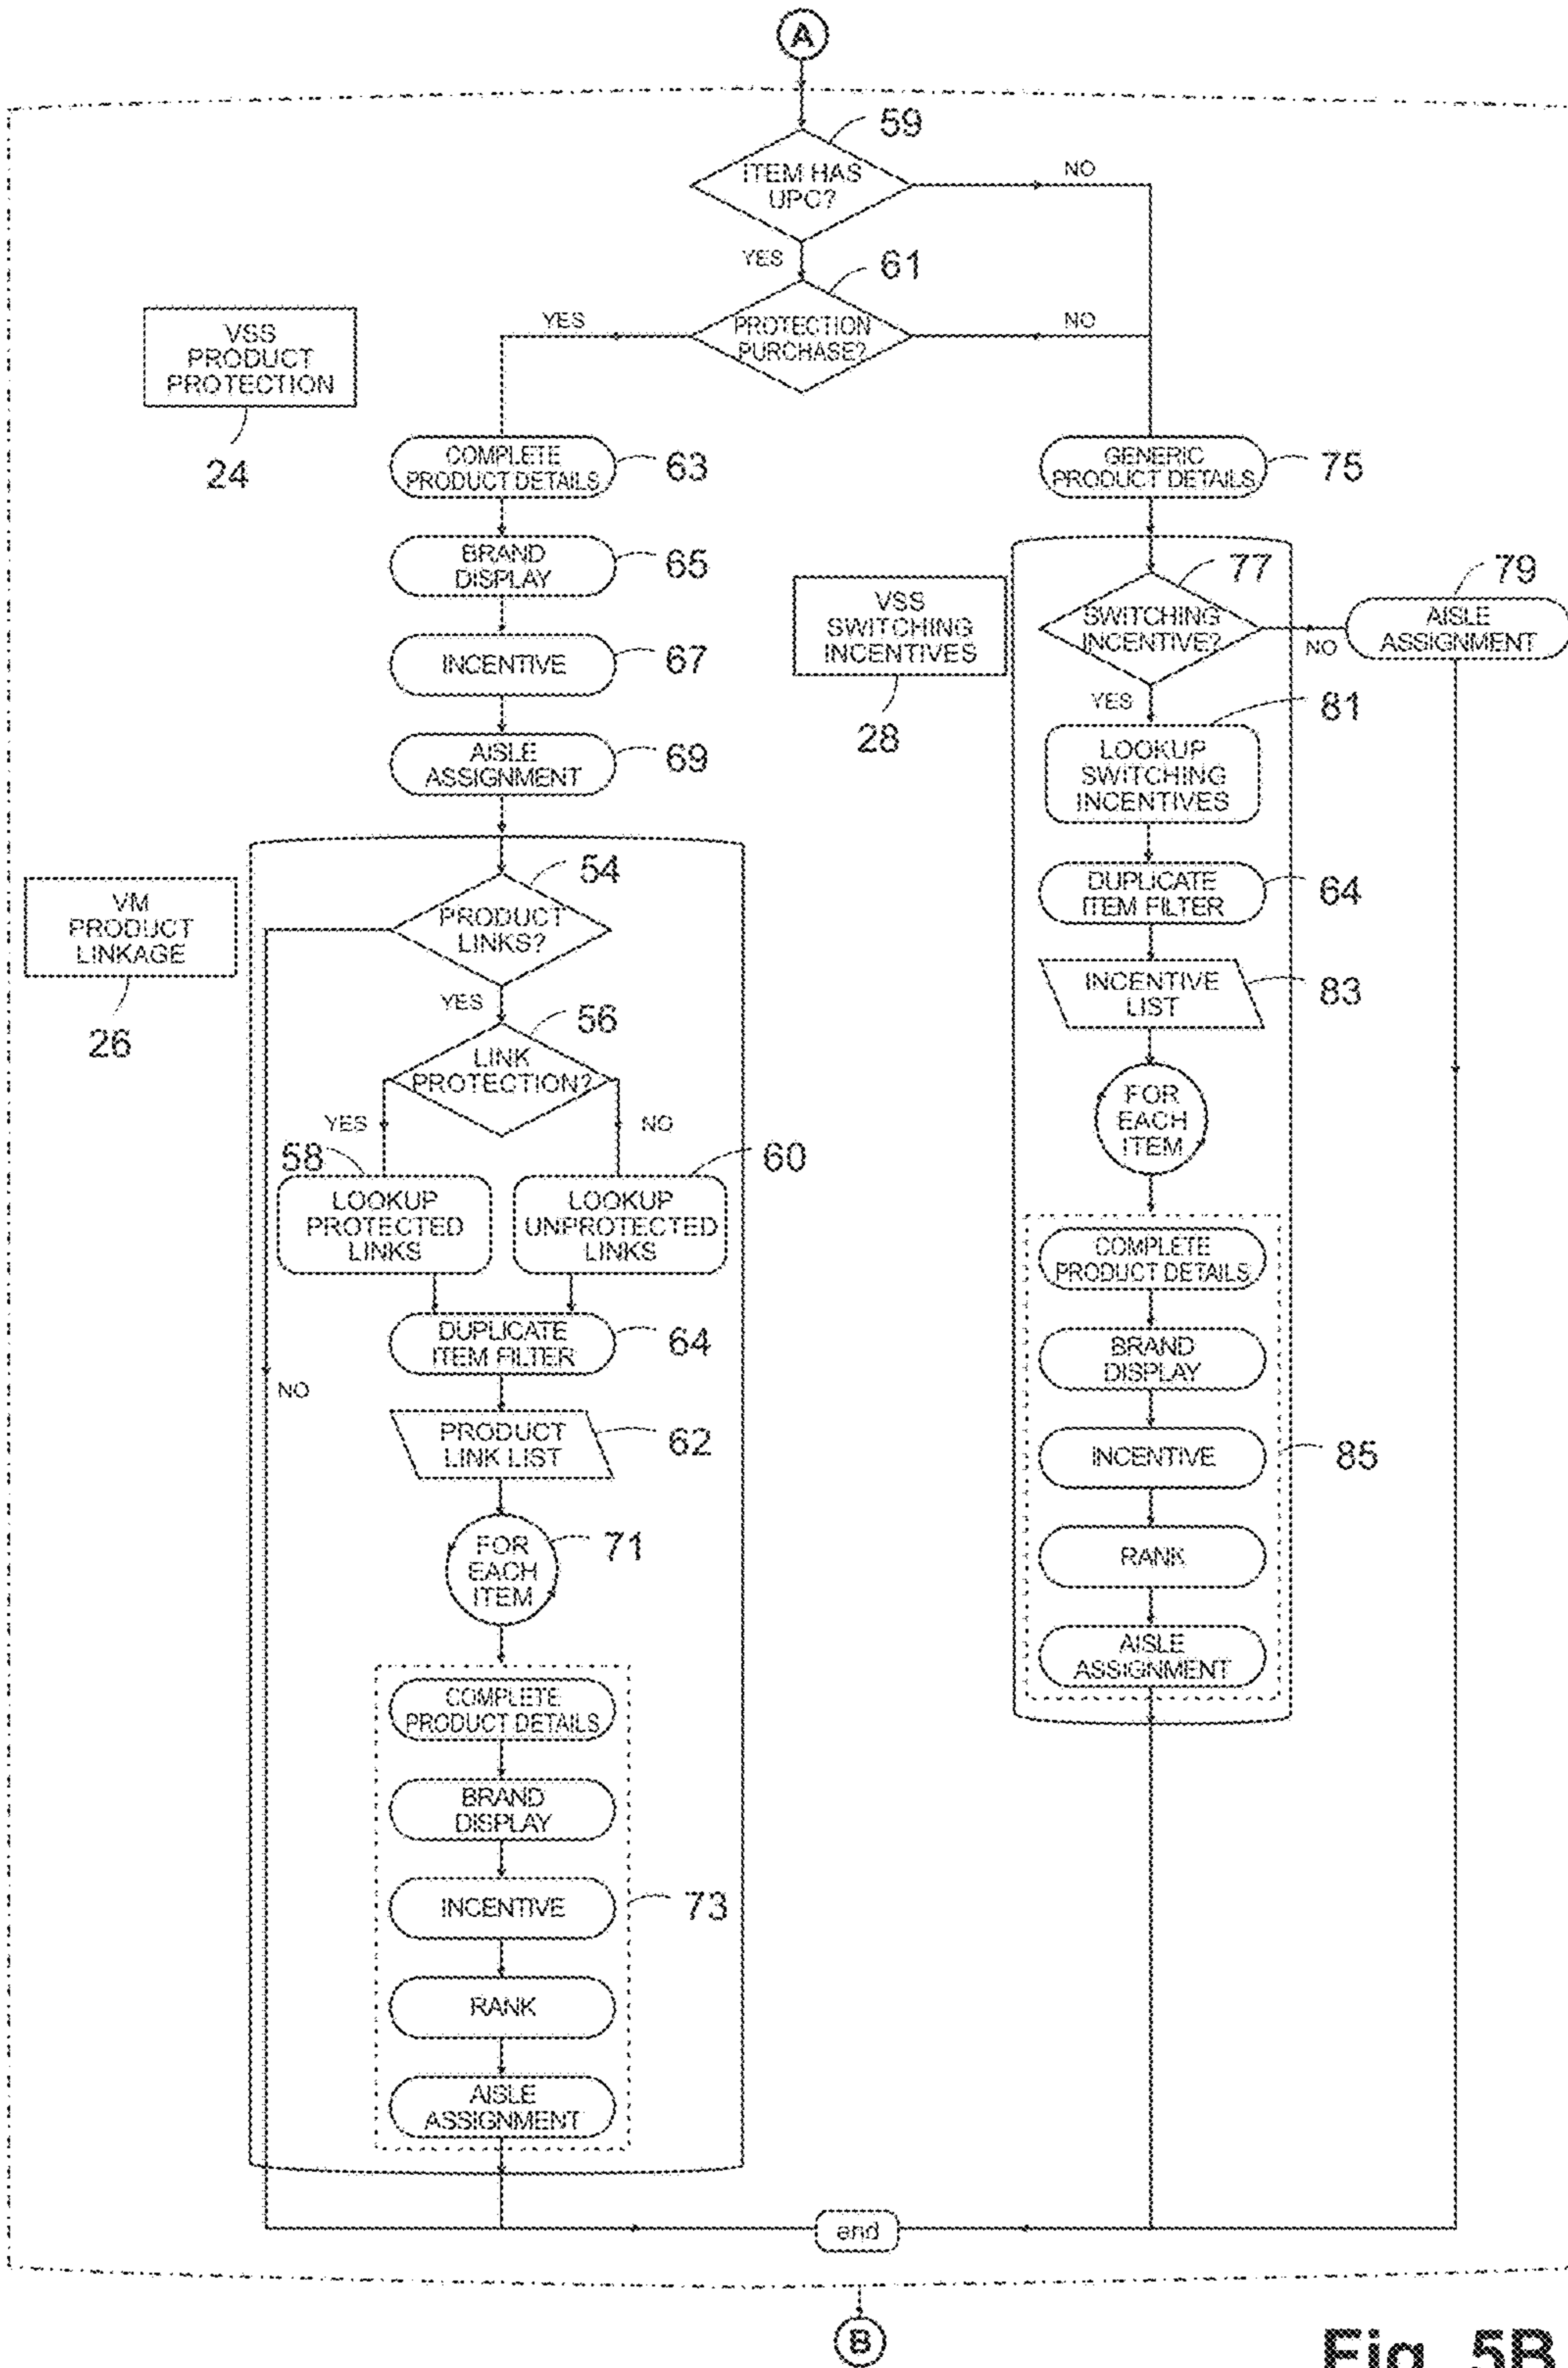 A
59
ITEM HAS
UPC?
NO
YES
61
PROTECTION
PURCHASE?
YES
NO
VSS
PRODUCT
PROTECTION
24
COMPLETE
PRODUCT DETAILS
63
GENERIC
PRODUCT DETAILS
75
BRAND
DISPLAY
65
VSS
SWITCHING
INCENTIVES
28
77
SWITCHING
INCENTIVE?
NO
79
AISLE
ASSIGNMENT
INCENTIVE
67
YES
81
LOOKUP
SWITCHING
INCENTIVES
AISLE
ASSIGNMENT
69
VM
PRODUCT
LINKAGE
26
54
PRODUCT
LINKS?
DUPLICATE
ITEM FILTER
64
YES
56
LINK
PROTECTION?
INCENTIVE
LIST
83
YES
NO
FOR
EACH
ITEM
58
LOOKUP
PROTECTED
LINKS
60
LOOKUP
UNPROTECTED
LINKS
COMPLETE
PRODUCT DETAILS
DUPLICATE
ITEM FILTER
64
BRAND
DISPLAY
NO
PRODUCT
LINK LIST
62
INCENTIVE
85
FOR
EACH
ITEM
71
RANK
AISLE
ASSIGNMENT
COMPLETE
PRODUCT DETAILS
BRAND
DISPLAY
INCENTIVE
73
RANK
AISLE
ASSIGNMENT
end
B
Fig. 5B